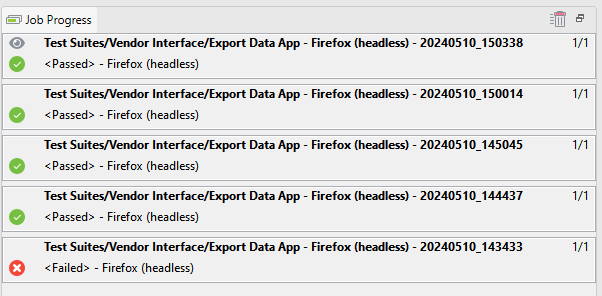 Job Progress
Test Suites/Vendor Interface/Export Data App - Firefox (headless) - 20240510_150338 1/1
<Passed> - Firefox (headless)
Test Suites/Vendor Interface/Export Data App - Firefox (headless) - 20240510_150014 1/1
<Passed> - Firefox (headless)
Test Suites/Vendor Interface/Export Data App - Firefox (headless) - 20240510_145045 1/1
<Passed> - Firefox (headless)
Test Suites/Vendor Interface/Export Data App - Firefox (headless) - 20240510_144437 1/1
<Passed> - Firefox (headless)
Test Suites/Vendor Interface/Export Data App - Firefox (headless) - 20240510_143433 1/1
<Failed> - Firefox (headless)